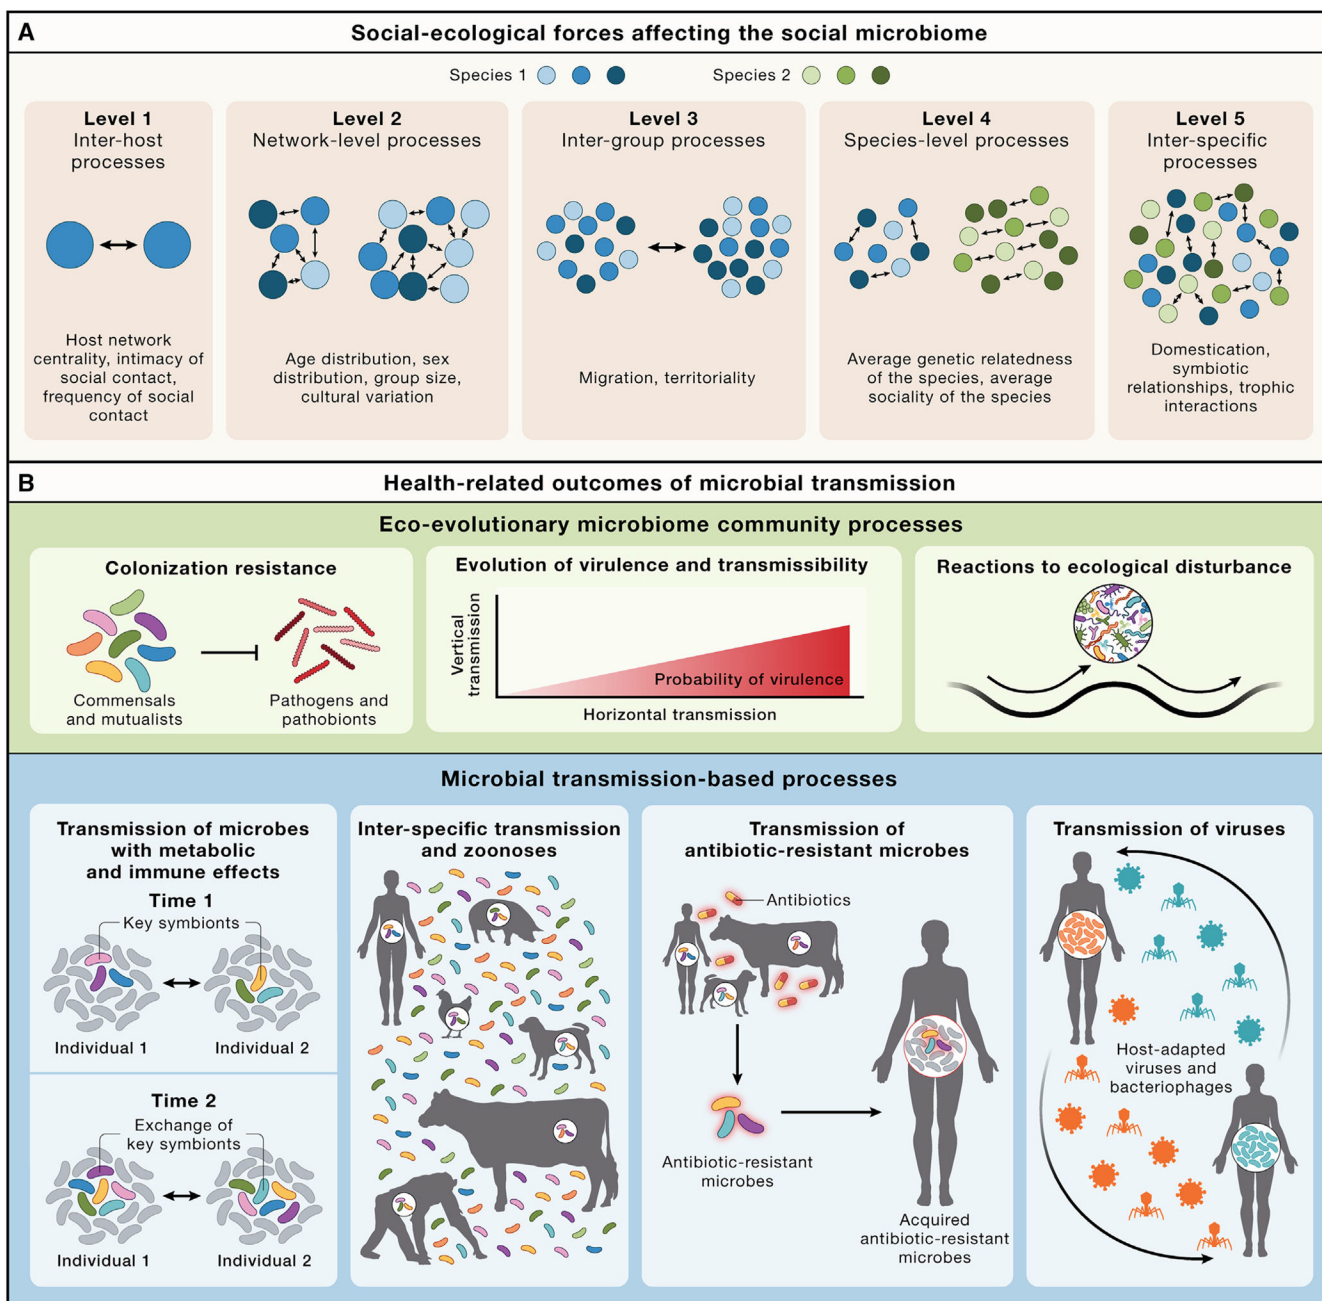 A
Social-ecological forces affecting the social microbiome
Species 1
Species 2
Level 1
Inter-host
processes
Host network
centrality, intimacy of
social contact,
frequency of social
contact
Level 2
Network-level processes
Age distribution, sex
distribution, group size,
cultural variation
Level 3
Inter-group processes
Migration, territoriality
Level 4
Species-level processes
Average genetic relatedness
of the species, average
sociality of the species
Level 5
Inter-specific
processes
Domestication,
symbiotic
relationships, trophic
interactions
B
Health-related outcomes of microbial transmission
Eco-evolutionary microbiome community processes
Colonization resistance
Commensals
and mutualists
Pathogens and
pathobionts
Evolution of virulence and transmissibility
Vertical
transmission
Probability of virulence
Horizontal transmission
Reactions to ecological disturbance
Microbial transmission-based processes
Transmission of microbes
with metabolic
and immune effects
Time 1
Key symbionts
Individual 1
Individual 2
Time 2
Exchange of
key symbionts
Individual 1
Individual 2
Inter-specific transmission
and zoonoses
Transmission of
antibiotic-resistant microbes
Antibiotics
Antibiotic-resistant
microbes
Acquired
antibiotic-resistant
microbes
Transmission of viruses
Host-adapted
viruses and
bacteriophages